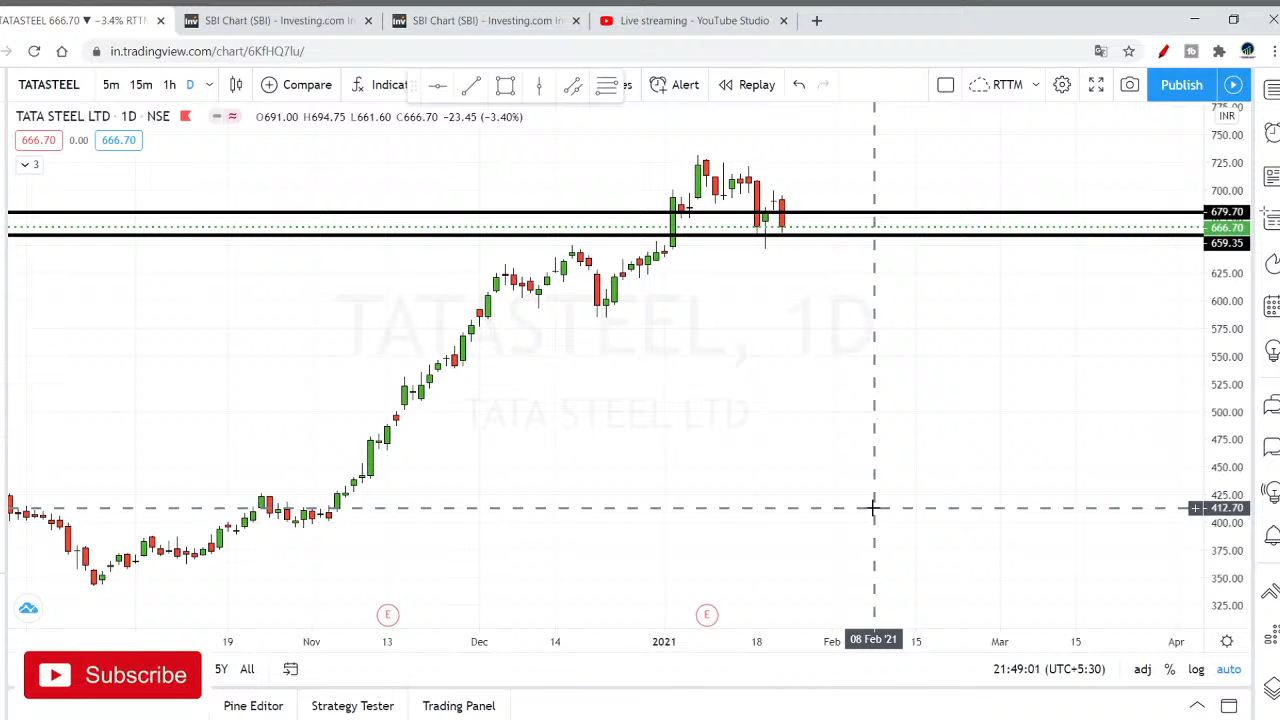 TATASTEEL 666.70 ▼ −3.4% RTTM
SBI Chart (SBI) - Investing.com In
SBI Chart (SBI) - Investing.com In
Live streaming - YouTube Studio
in.tradingview.com/chart/6KfHQ7lu/
TATASTEEL 5m 15m 1h D Compare Indicat es Alert Replay RTTM Publish
TATA STEEL LTD · 1D · NSE O691.00 H694.75 L661.60 C666.70 −23.45 (−3.40%)
666.70 0.00 666.70
3
775.00
INR
750.00
725.00
700.00
679.70
666.70
659.35
625.00
600.00
575.00
550.00
525.00
500.00
475.00
450.00
425.00
412.70
400.00
375.00
350.00
325.00
TATASTEEL, 1D
TATA STEEL LTD
E E
19 Nov 13 Dec 14 2021 18 Feb 08 Feb '21 15 Mar 15 Apr
Subscribe
5Y All 21:49:01 (UTC+5:30) adj % log auto
Pine Editor Strategy Tester Trading Panel